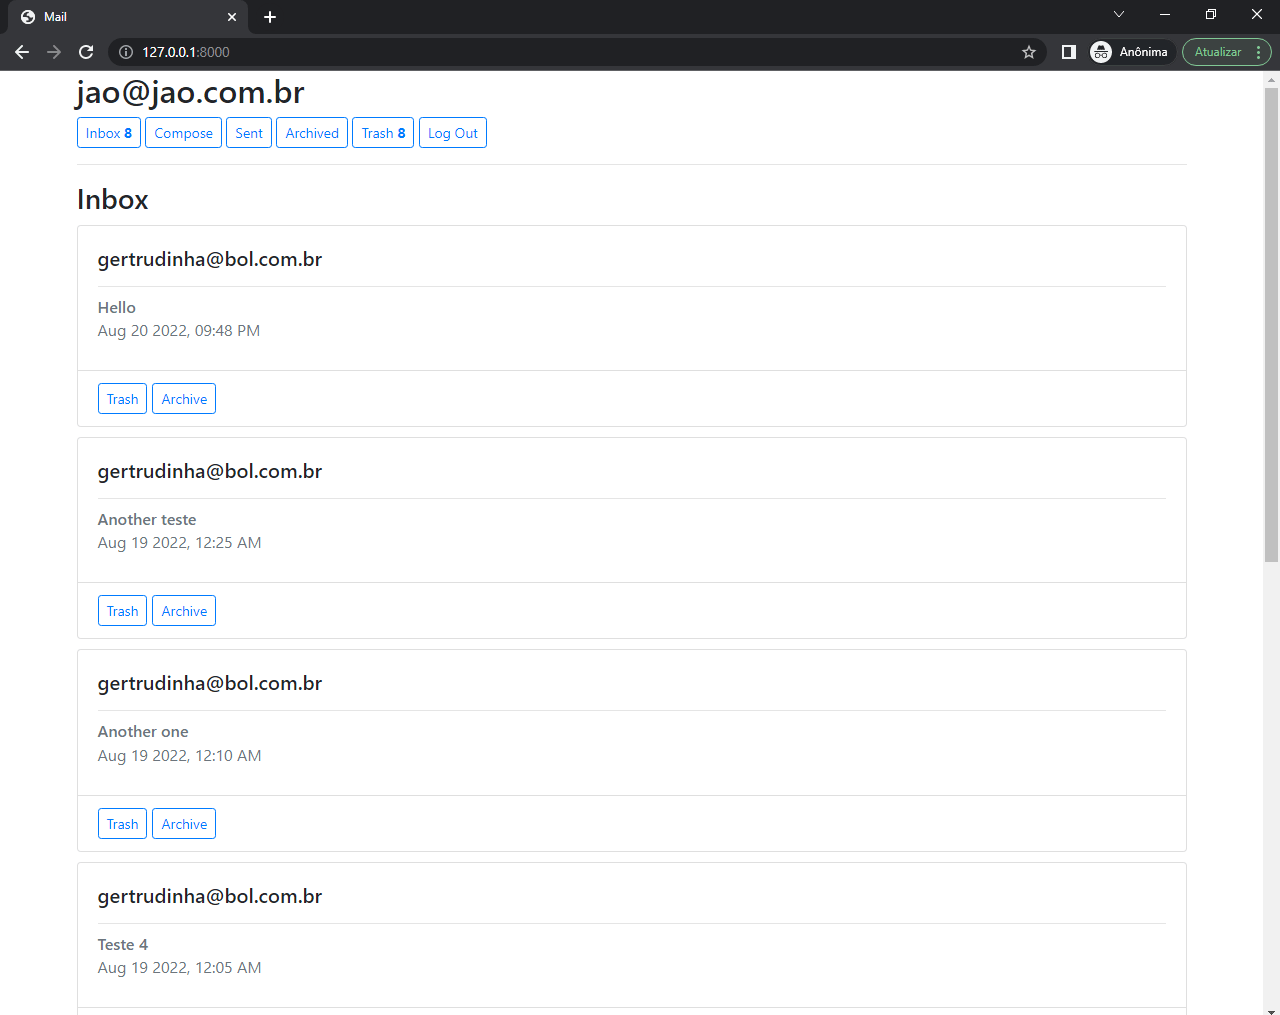 Mail
127.0.0.1:8000
Anônima
Atualizar
jao@jao.com.br
Inbox 8 Compose Sent Archived Trash 8 Log Out
Inbox
gertrudinha@bol.com.br
Hello
Aug 20 2022, 09:48 PM
Trash Archive
gertrudinha@bol.com.br
Another teste
Aug 19 2022, 12:25 AM
Trash Archive
gertrudinha@bol.com.br
Another one
Aug 19 2022, 12:10 AM
Trash Archive
gertrudinha@bol.com.br
Teste 4
Aug 19 2022, 12:05 AM